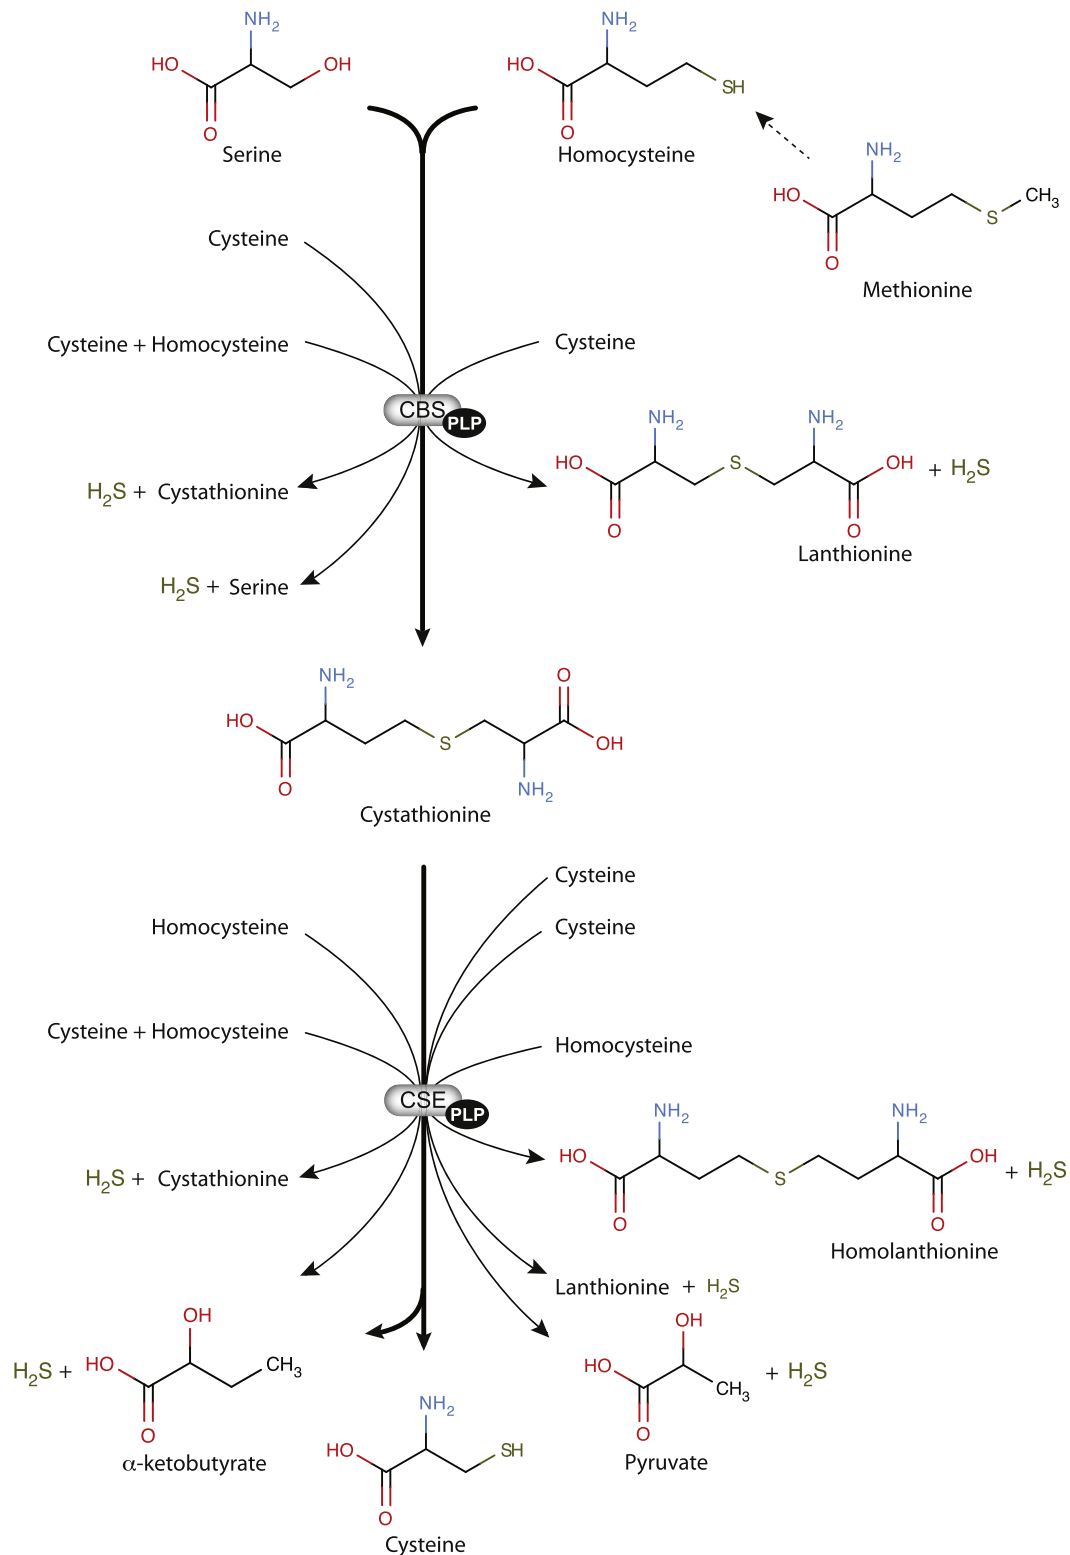 NH2
HO
OH
O
Serine
NH2
HO
SH
O
Homocysteine
NH2
HO
S
CH3
O
Methionine
Cysteine
Cysteine + Homocysteine
Cysteine
CBS
PLP
H2S + Cystathionine
H2S + Serine
NH2
NH2
HO
S
OH
+ H2S
O
O
Lanthionine
NH2
O
HO
S
OH
O
NH2
Cystathionine
Cysteine
Homocysteine
Cysteine
Cysteine + Homocysteine
Homocysteine
CSE
PLP
NH2
NH2
HO
S
OH
+ H2S
O
O
Homolanthionine
H2S + Cystathionine
Lanthionine + H2S
OH
H2S +
HO
CH3
O
α-ketobutyrate
OH
HO
CH3
+ H2S
O
Pyruvate
NH2
HO
SH
O
Cysteine